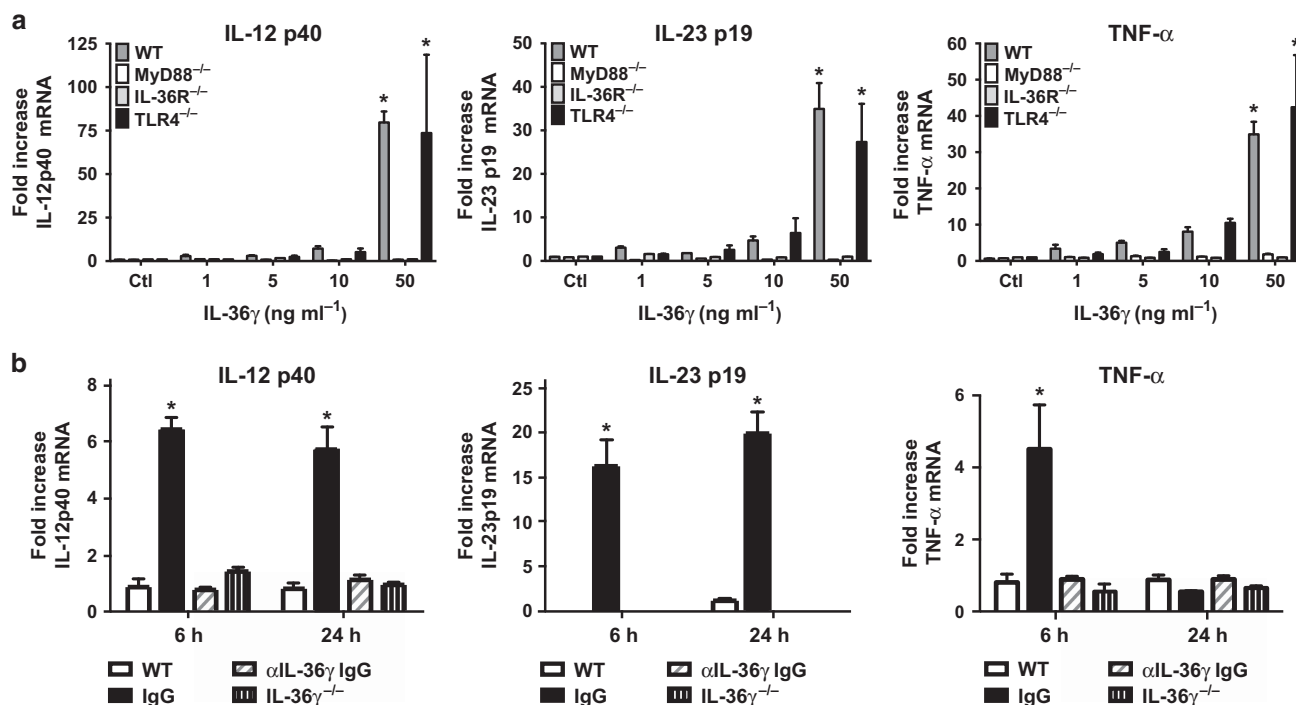 a
IL-12 p40
Fold increase
IL-12p40 mRNA
125
100
75
50
25
0
WT
MyD88⁻/⁻
IL-36R⁻/⁻
TLR4⁻/⁻
*
*
Ctl 1 5 10 50
IL-36γ (ng ml⁻¹)
IL-23 p19
Fold increase
IL-23 p19 mRNA
50
40
30
20
10
0
WT
MyD88⁻/⁻
IL-36R⁻/⁻
TLR4⁻/⁻
*
*
Ctl 1 5 10 50
IL-36γ (ng ml⁻¹)
TNF-α
Fold increase
TNF-α mRNA
60
50
40
30
20
10
0
WT
MyD88⁻/⁻
IL-36R⁻/⁻
TLR4⁻/⁻
*
*
Ctl 1 5 10 50
IL-36γ (ng ml⁻¹)
b
IL-12 p40
Fold increase
IL-12p40 mRNA
8
6
4
2
0
*
*
6 h 24 h
WT αIL-36γ IgG
IgG IL-36γ⁻/⁻
IL-23 p19
Fold increase
IL-23p19 mRNA
25
20
15
10
5
0
*
*
6 h 24 h
WT αIL-36γ IgG
IgG IL-36γ⁻/⁻
TNF-α
Fold increase
TNF-α mRNA
6
4
2
0
*
6 h 24 h
WT αIL-36γ IgG
IgG IL-36γ⁻/⁻